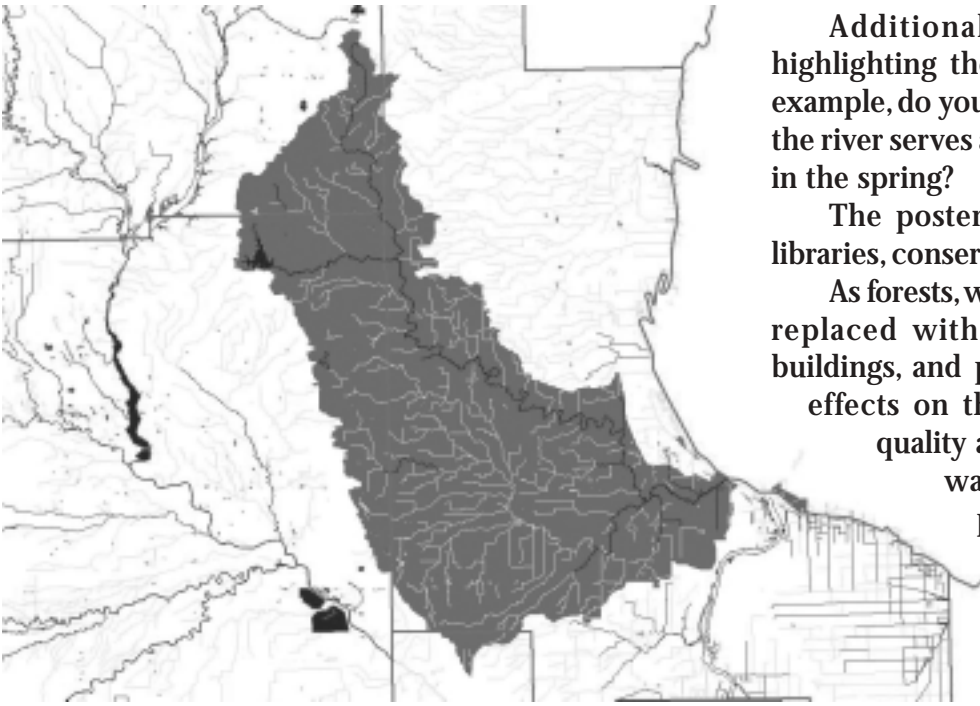 Additional
highlighting the
example, do you
the river serves a
in the spring?
The poster
libraries, conser
As forests, w
replaced with
buildings, and p
effects on th
quality a
wa